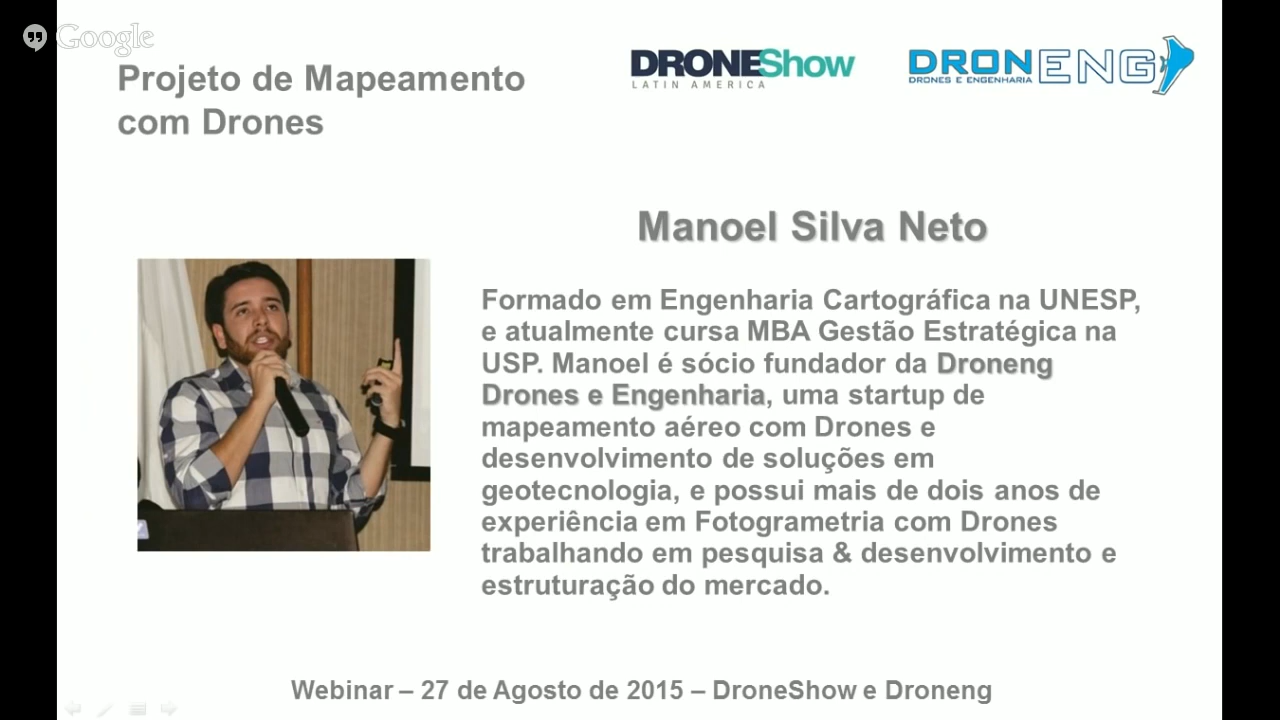 Google
Projeto de Mapeamento
com Drones
DRONEShow
LATIN AMERICA
DRONENG
DRONES E ENGENHARIA
Manoel Silva Neto
Formado em Engenharia Cartográfica na UNESP,
e atualmente cursa MBA Gestão Estratégica na
USP. Manoel é sócio fundador da Droneng
Drones e Engenharia, uma startup de
mapeamento aéreo com Drones e
desenvolvimento de soluções em
geotecnologia, e possui mais de dois anos de
experiência em Fotogrametria com Drones
trabalhando em pesquisa & desenvolvimento e
estruturação do mercado.
Webinar – 27 de Agosto de 2015 – DroneShow e Droneng